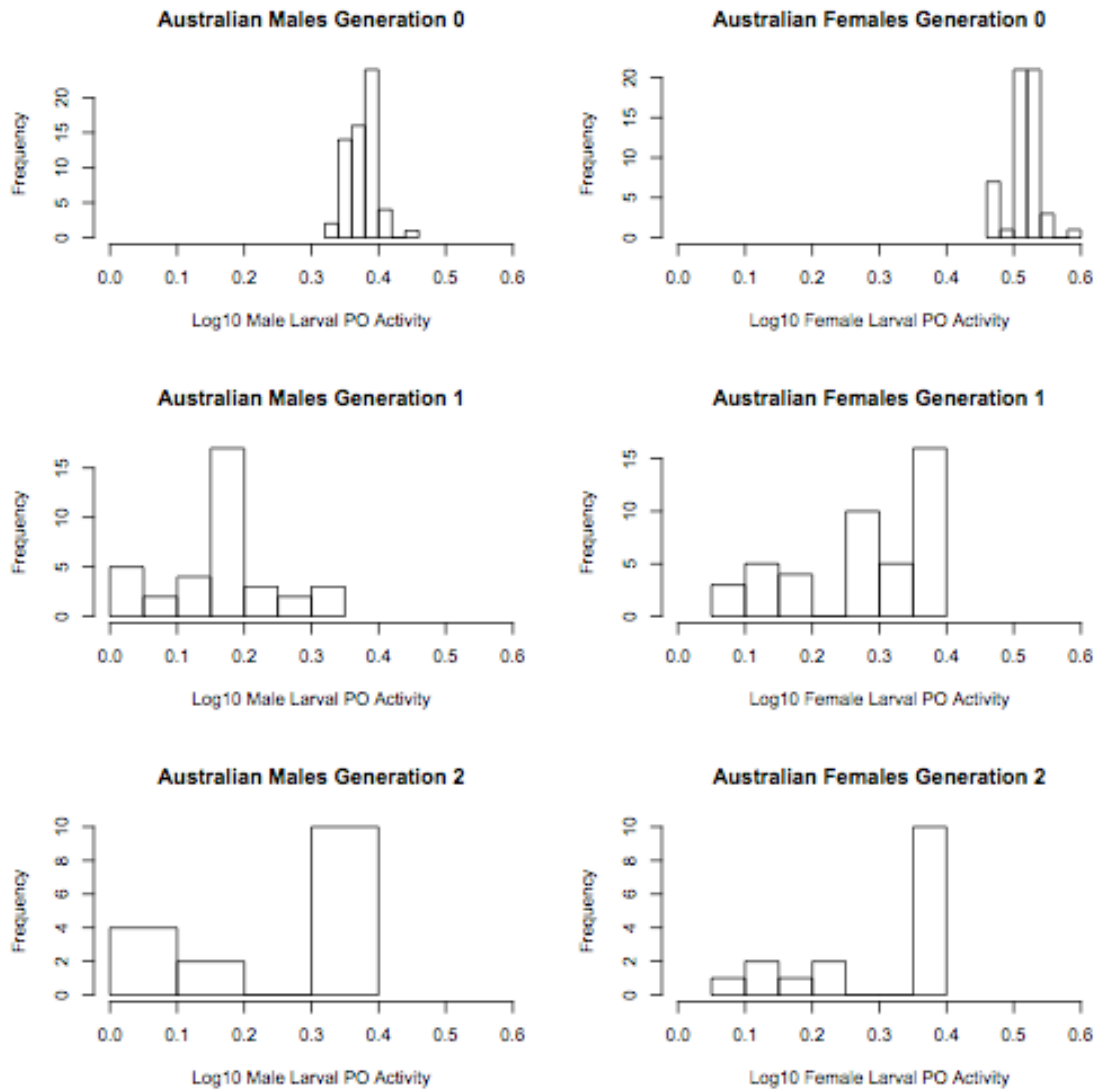 Australian Males Generation 0
Frequency
20
15
10
5
0
0.0 0.1 0.2 0.3 0.4 0.5 0.6
Log10 Male Larval PO Activity
Australian Females Generation 0
Frequency
20
15
10
5
0
0.0 0.1 0.2 0.3 0.4 0.5 0.6
Log10 Female Larval PO Activity
Australian Males Generation 1
Frequency
15
10
5
0
0.0 0.1 0.2 0.3 0.4 0.5 0.6
Log10 Male Larval PO Activity
Australian Females Generation 1
Frequency
15
10
5
0
0.0 0.1 0.2 0.3 0.4 0.5 0.6
Log10 Female Larval PO Activity
Australian Males Generation 2
Frequency
10
8
6
4
2
0
0.0 0.1 0.2 0.3 0.4 0.5 0.6
Log10 Male Larval PO Activity
Australian Females Generation 2
Frequency
10
8
6
4
2
0
0.0 0.1 0.2 0.3 0.4 0.5 0.6
Log10 Female Larval PO Activity